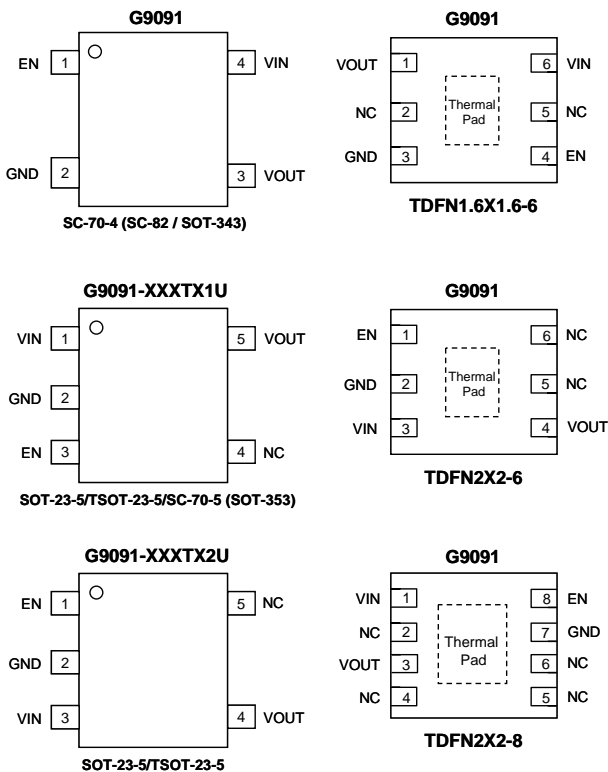 G9091
EN 1 4 VIN
GND 2 3 VOUT
SC-70-4 (SC-82 / SOT-343)
G9091
VOUT 1 6 VIN
NC 2 Thermal Pad 5 NC
GND 3 4 EN
TDFN1.6X1.6-6
G9091-XXXTX1U
VIN 1 5 VOUT
GND 2
EN 3 4 NC
SOT-23-5/TSOT-23-5/SC-70-5 (SOT-353)
G9091
EN 1 6 NC
GND 2 Thermal Pad 5 NC
VIN 3 4 VOUT
TDFN2X2-6
G9091-XXXTX2U
EN 1 5 NC
GND 2
VIN 3 4 VOUT
SOT-23-5/TSOT-23-5
G9091
VIN 1 8 EN
NC 2 Thermal 7 GND
VOUT 3 Pad 6 NC
NC 4 5 NC
TDFN2X2-8